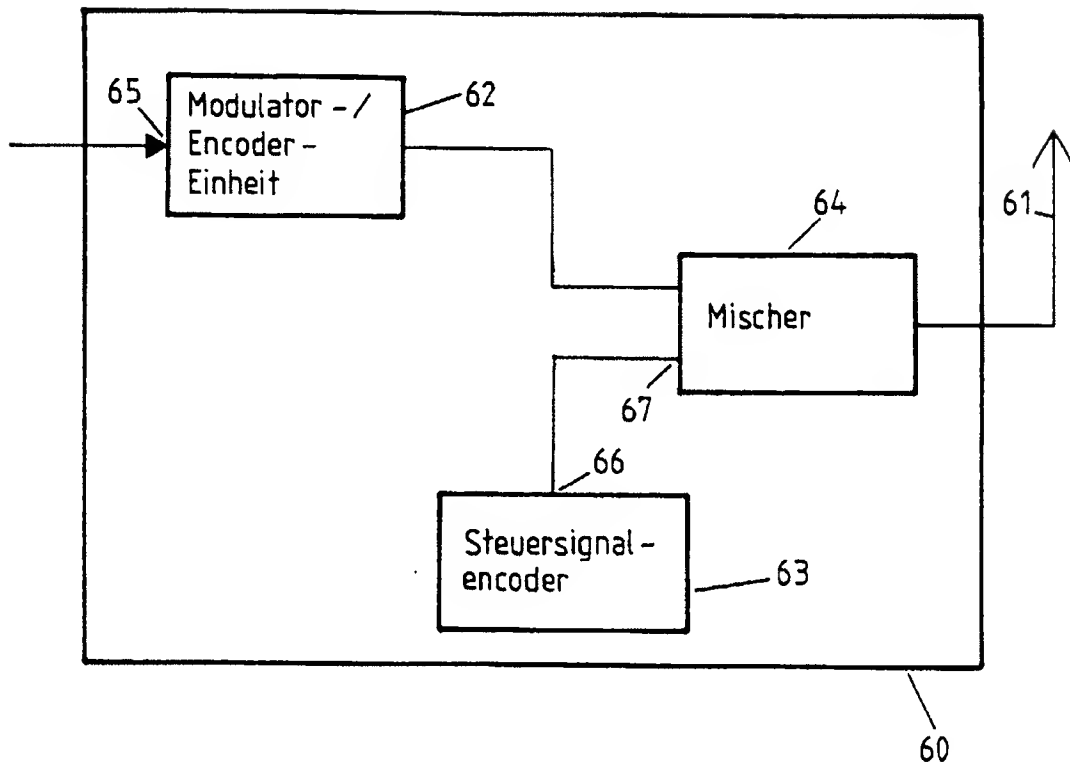 65
Modulator-/
Encoder-
Einheit
62
64
61
Mischer
67
66
Steuersignal-
encoder
63
60